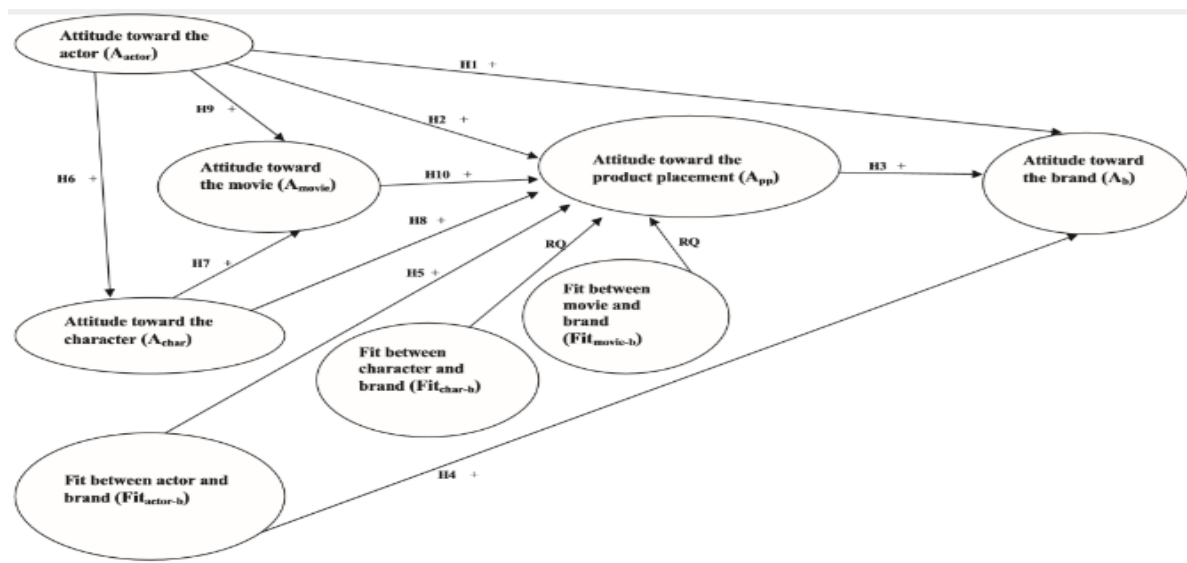 Attitude toward the
actor (Aactor)
H1 +
H9 +
H2 +
Attitude toward
the movie (Amovie)
H6 +
H10 +
Attitude toward the
product placement (App)
H3 +
Attitude toward
the brand (Ab)
H8 +
H7 +
RQ
RQ
H5 +
Attitude toward the
character (Achar)
Fit between
movie and
brand
(Fitmovie-b)
Fit between
character and
brand (Fitchar-b)
Fit between actor and
brand (Fitactor-b)
H4 +